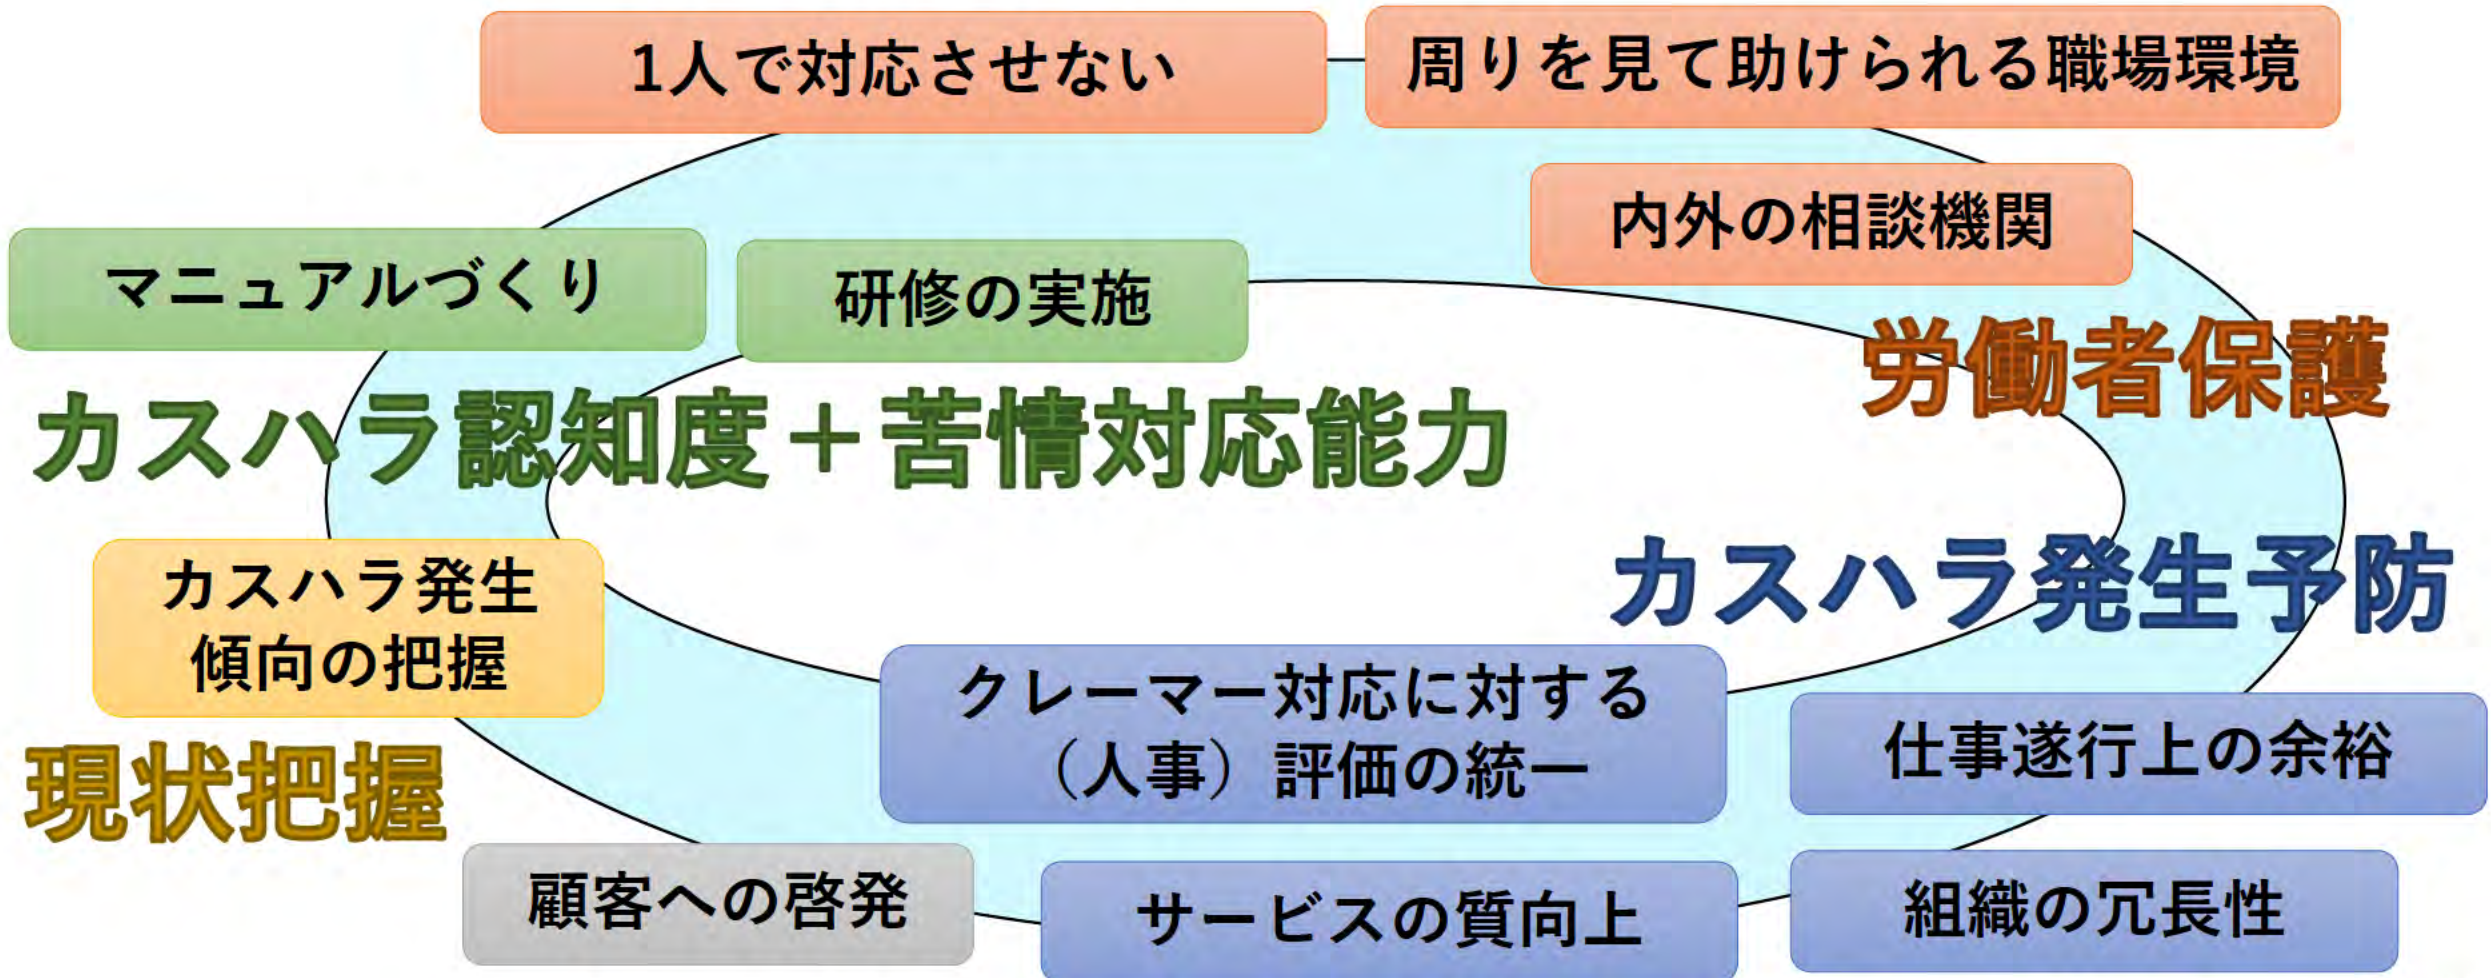 1人で対応させない
周りを見て助けられる職場環境
内外の相談機関
マニュアルづくり
研修の実施
労働者保護
カスハラ認知度＋苦情対応能力
カスハラ発生予防
カスハラ発生
傾向の把握
クレーマー対応に対する
（人事）評価の統一
仕事遂行上の余裕
現状把握
顧客への啓発
サービスの質向上
組織の冗長性